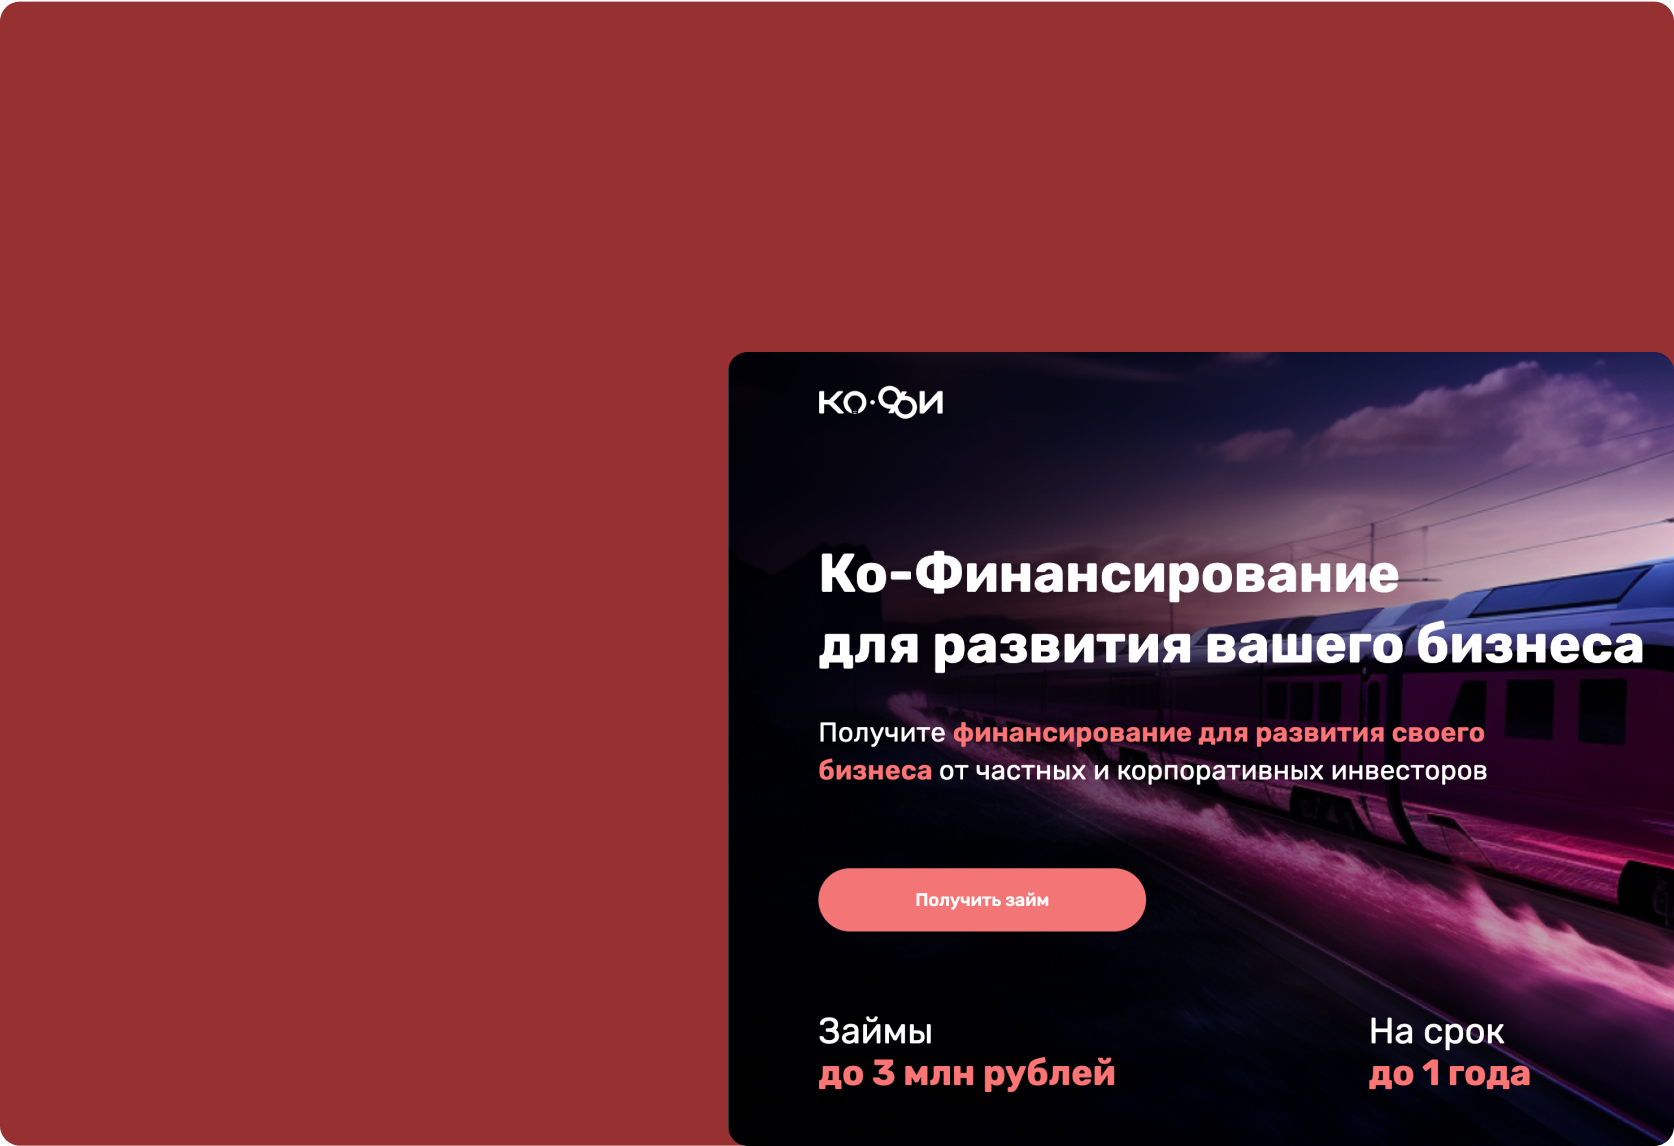 КО·ФИ
Ко-Финансирование
для развития вашего бизнеса
Получите финансирование для развития своего
бизнеса от частных и корпоративных инвесторов
Получить займ
Займы
до 3 млн рублей
На срок
до 1 года